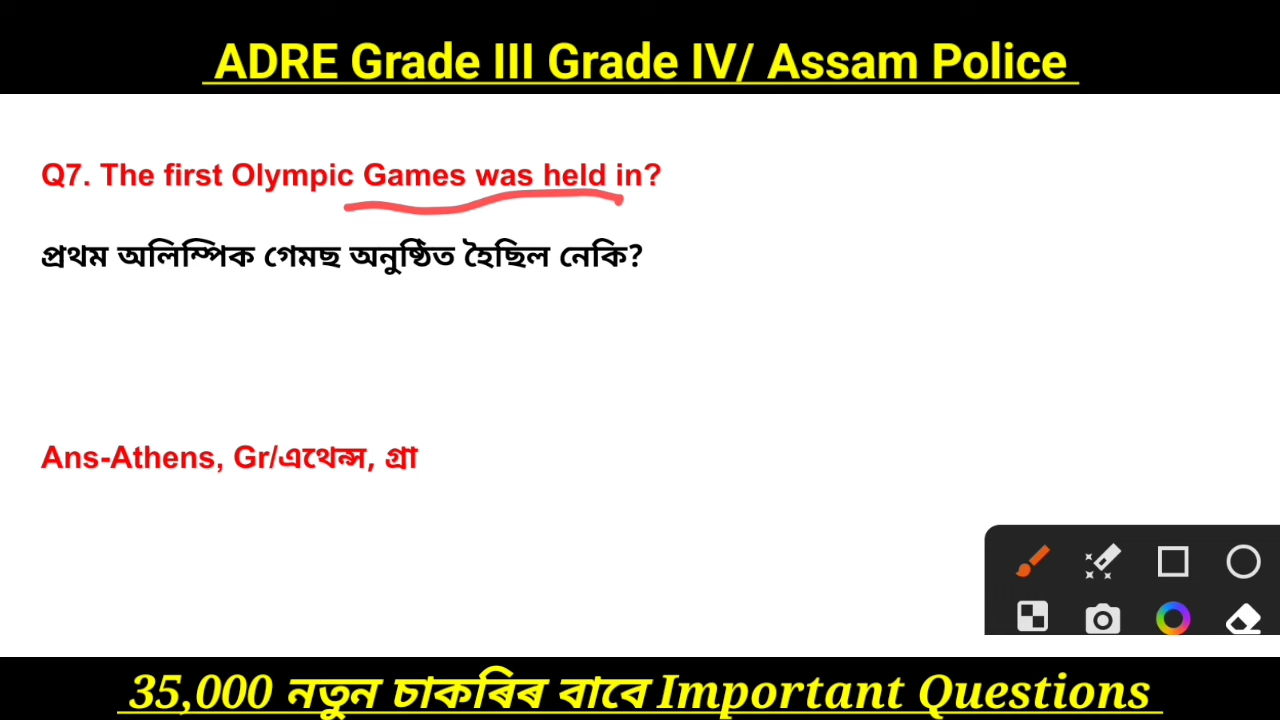 ADRE Grade III Grade IV/ Assam Police
Q7. The first Olympic Games was held in?
প্ৰথম অলিম্পিক গেমছ অনুষ্ঠিত হৈছিল নেকি?
Ans-Athens, Gr/এথেন্স, গ্ৰা
35,000 নতুন চাকৰিৰ বাবে Important Questions